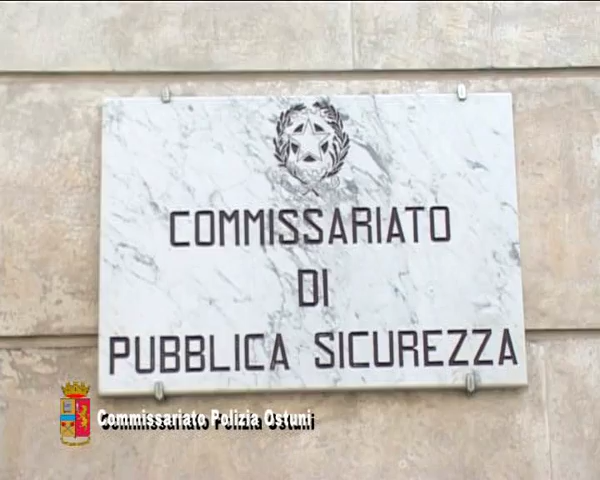 COMMISSARIATO
DI
PUBBLICA SICUREZZA
Commissariato Polizia Ostuni